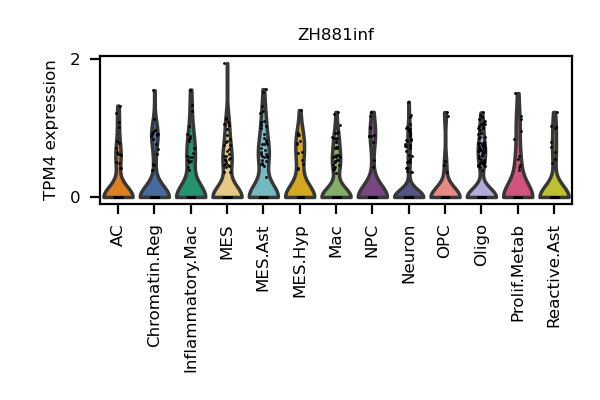 ZH881inf
TPM4 expression
2
0
AC
Chromatin.Reg
Inflammatory.Mac
MES
MES.Ast
MES.Hyp
Mac
NPC
Neuron
OPC
Oligo
Prolif.Metab
Reactive.Ast